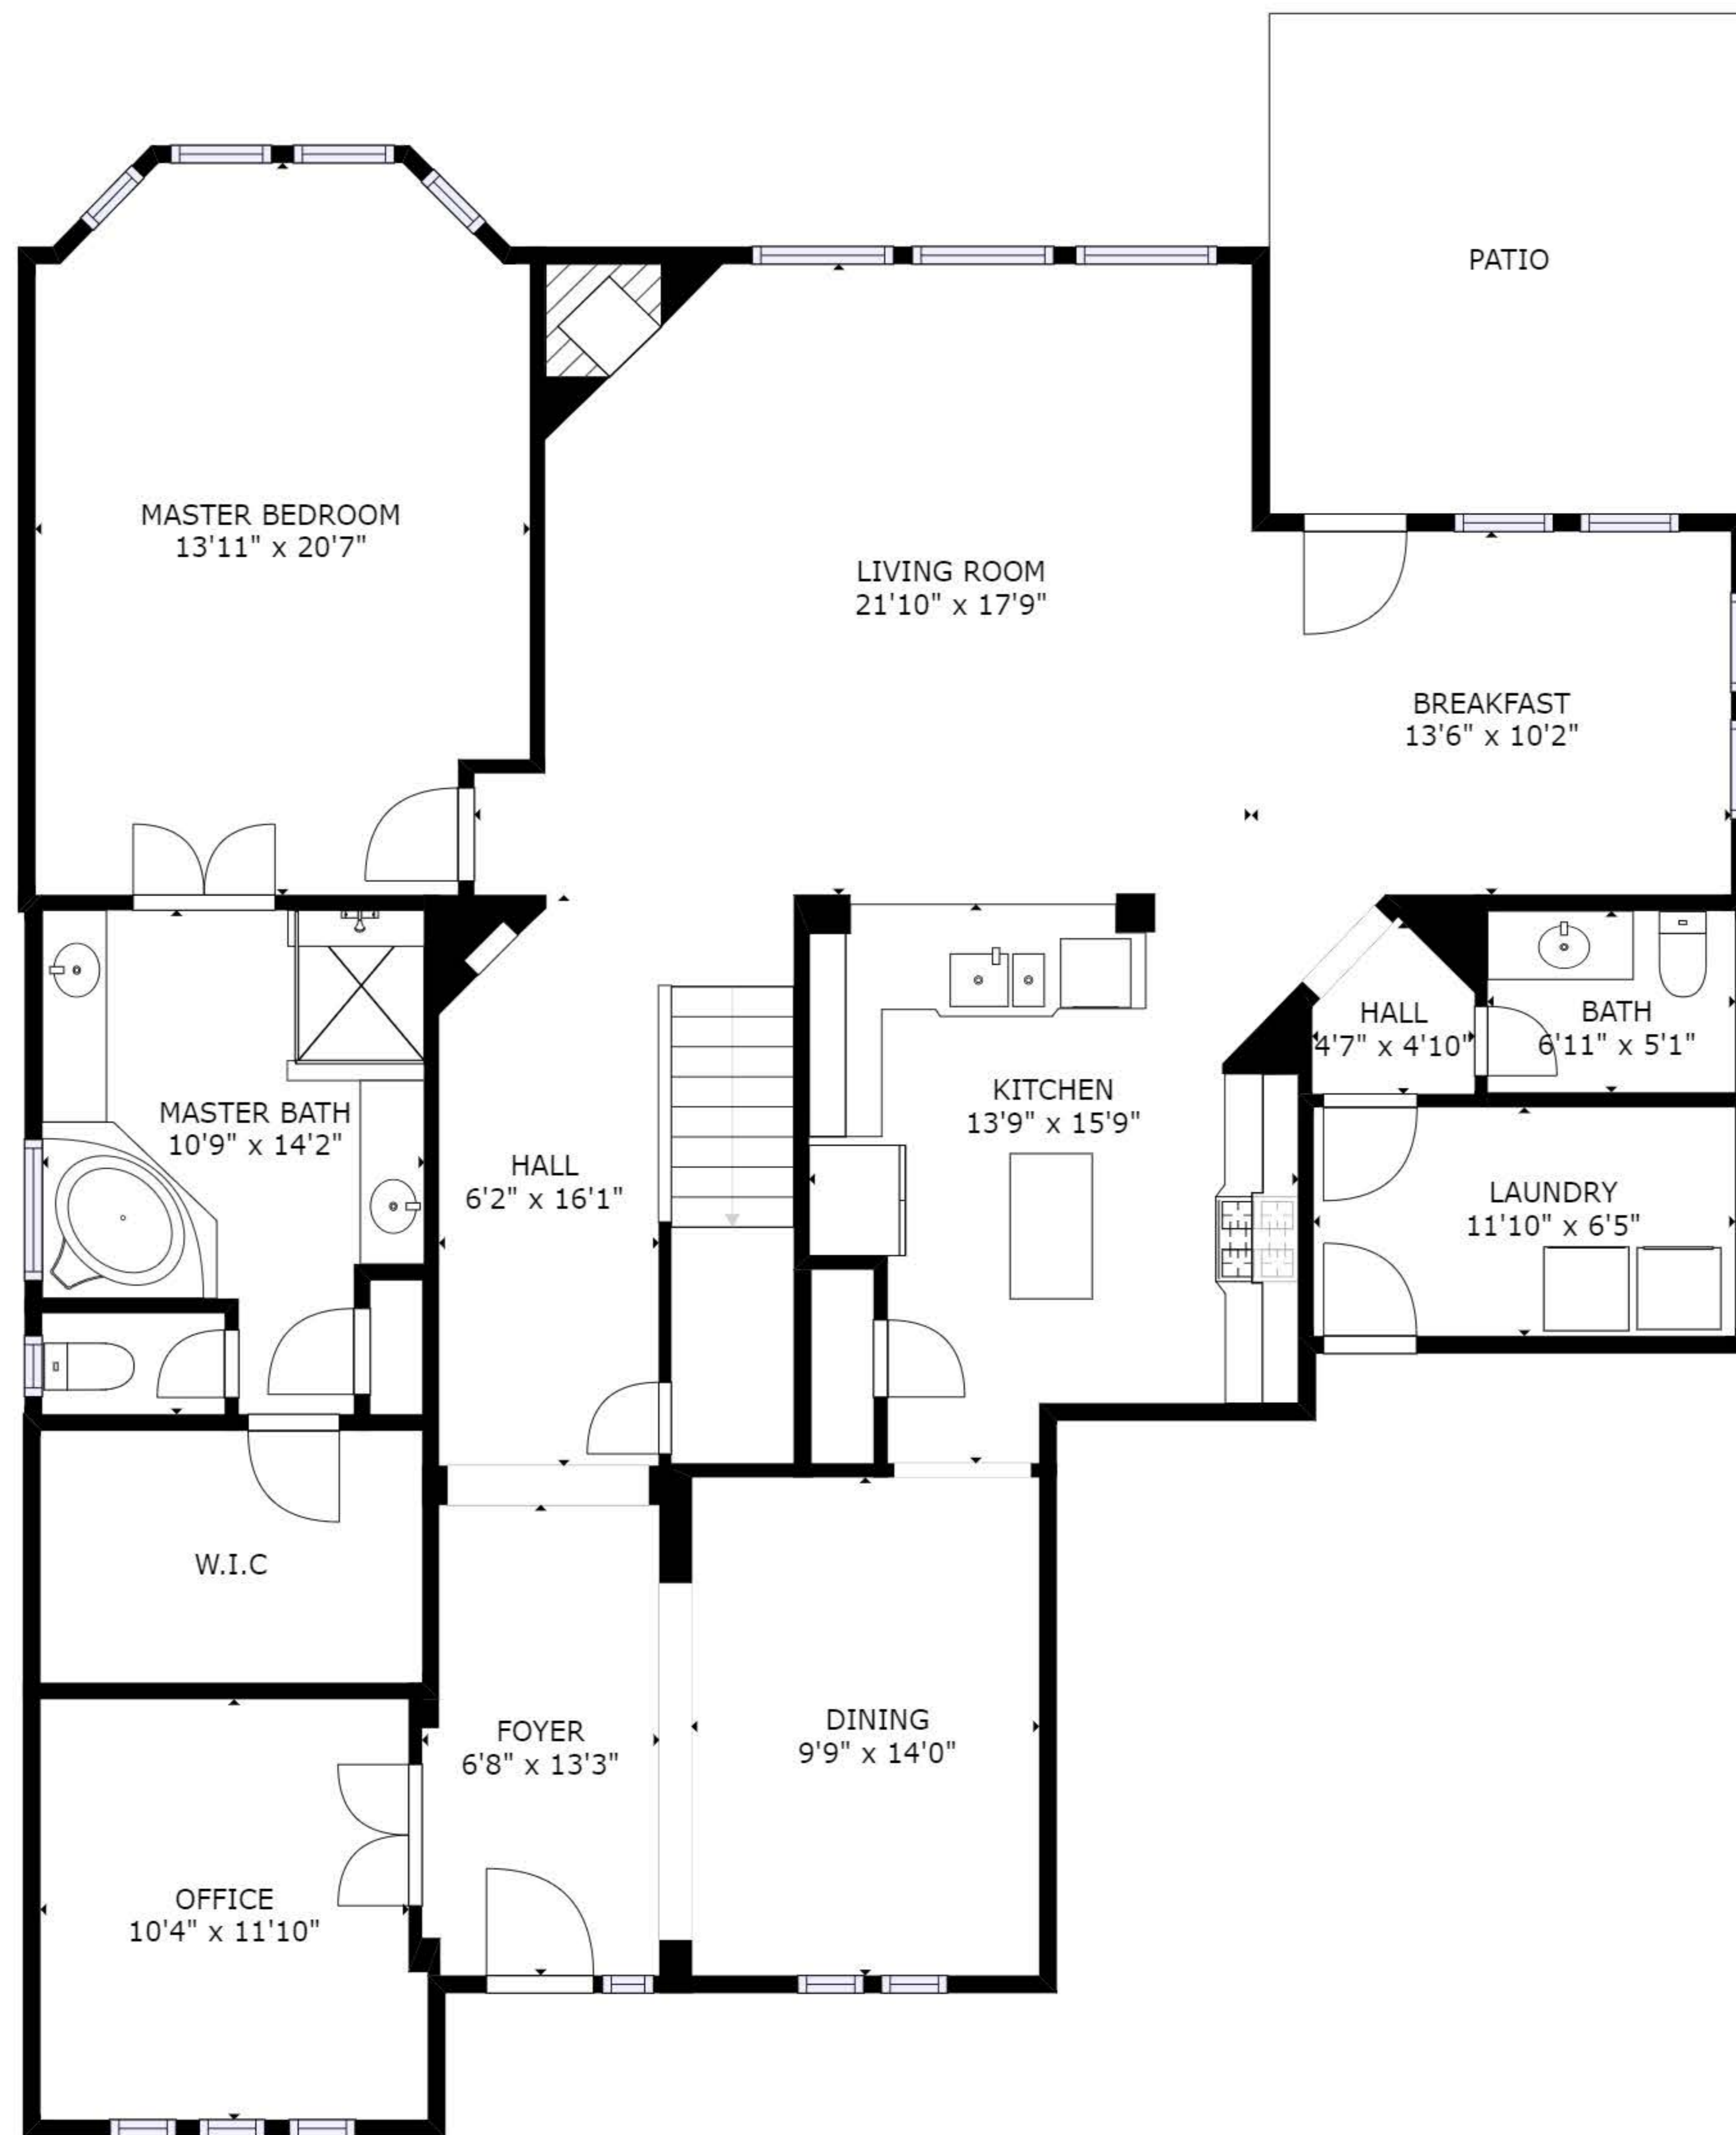 PATIO
MASTER BEDROOM
13'11" x 20'7"
LIVING ROOM
21'10" x 17'9"
BREAKFAST
13'6" x 10'2"
HALL
4'7" x 4'10"
BATH
6'11" x 5'1"
KITCHEN
13'9" x 15'9"
MASTER BATH
10'9" x 14'2"
HALL
6'2" x 16'1"
LAUNDRY
11'10" x 6'5"
W.I.C
FOYER
6'8" x 13'3"
DINING
9'9" x 14'0"
OFFICE
10'4" x 11'10"